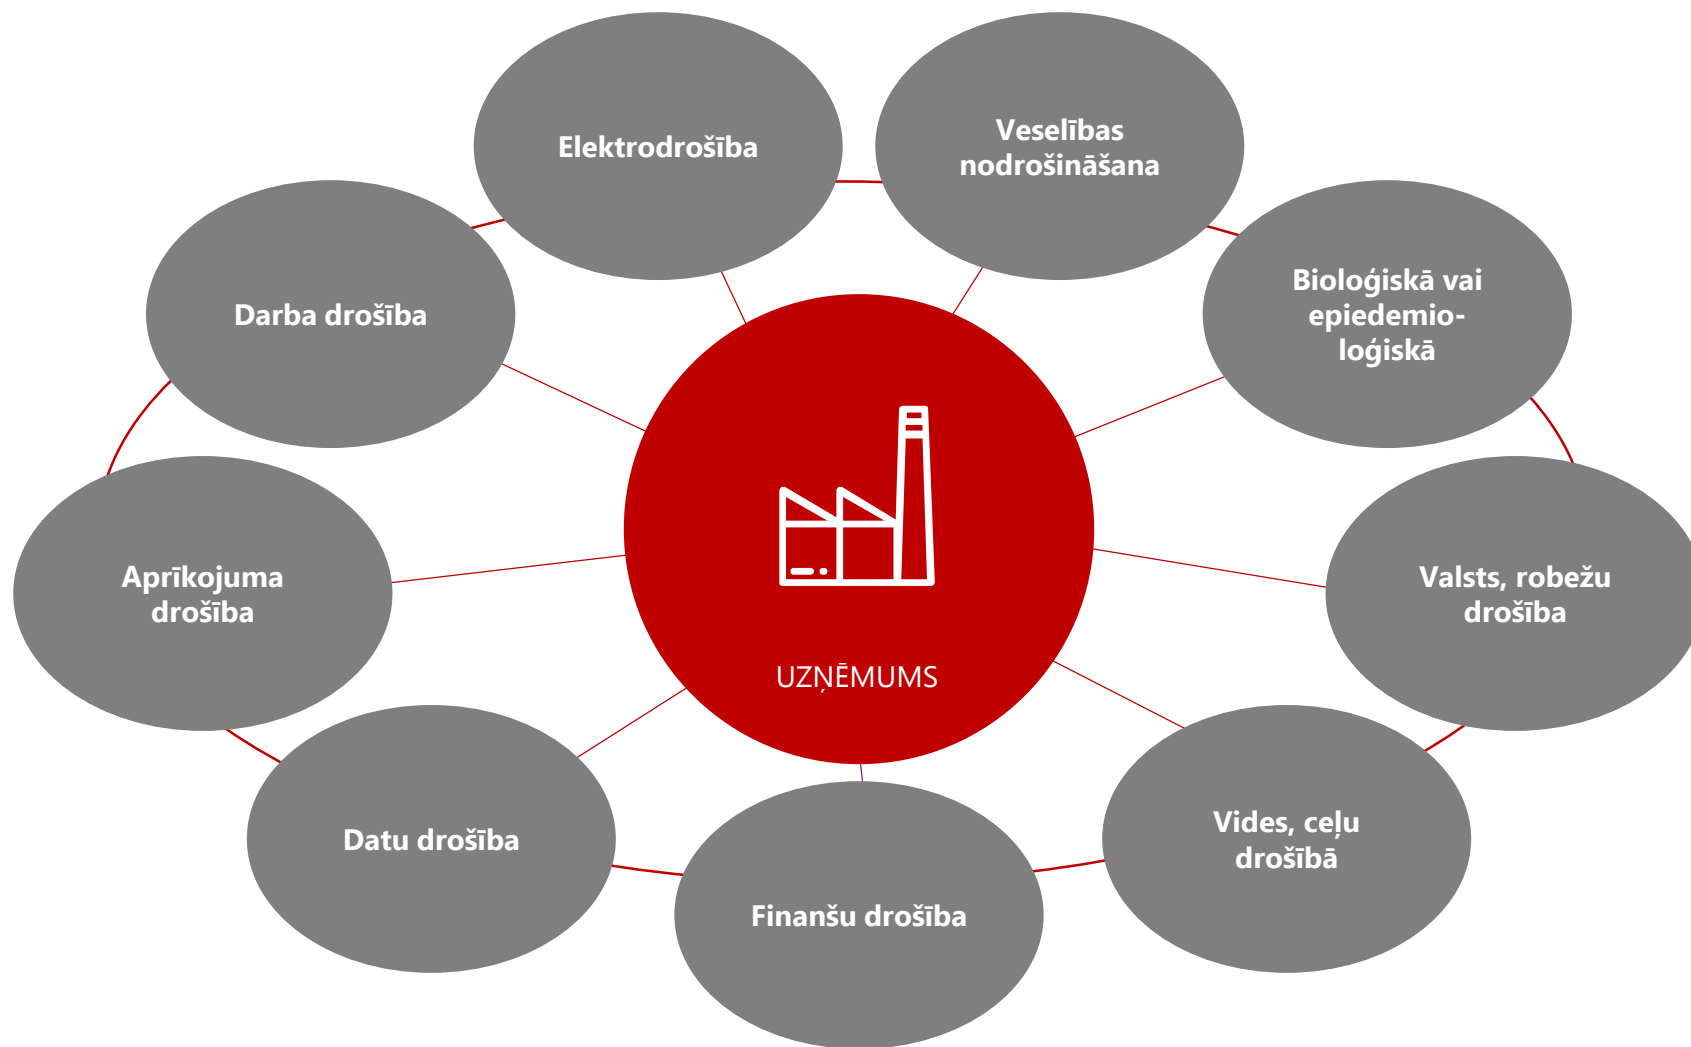 Elektrodrošība
Veselības
nodrošināšana
Darba drošība
Bioloģiskā vai
epiedemio-
loģiskā
Aprīkojuma
drošība
Valsts, robežu
drošība
UZŅĒMUMS
Datu drošība
Vides, ceļu
drošībā
Finanšu drošība